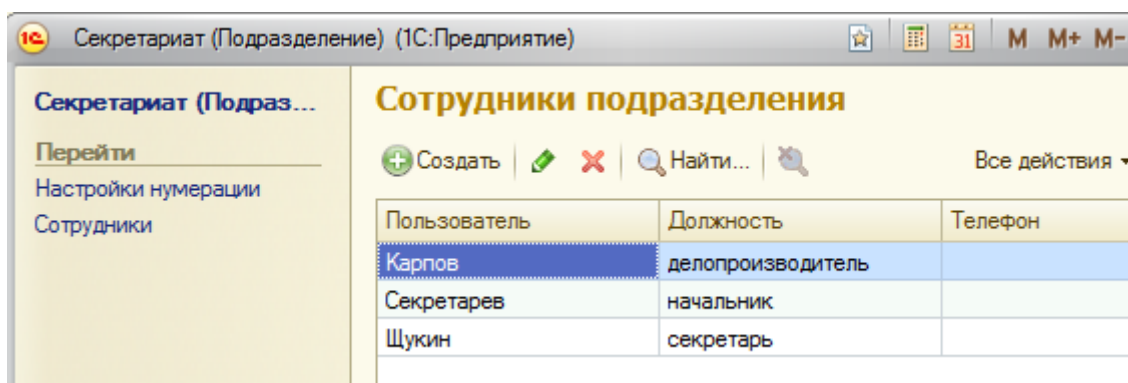 1С Секретариат (Подразделение) (1С:Предприятие) 31 M M+ M-
Секретариат (Подраз...
Перейти
Настройки нумерации
Сотрудники
Сотрудники подразделения
Создать Найти... Все действия
Пользователь Должность Телефон
Карпов делопроизводитель
Секретарев начальник
Щукин секретарь